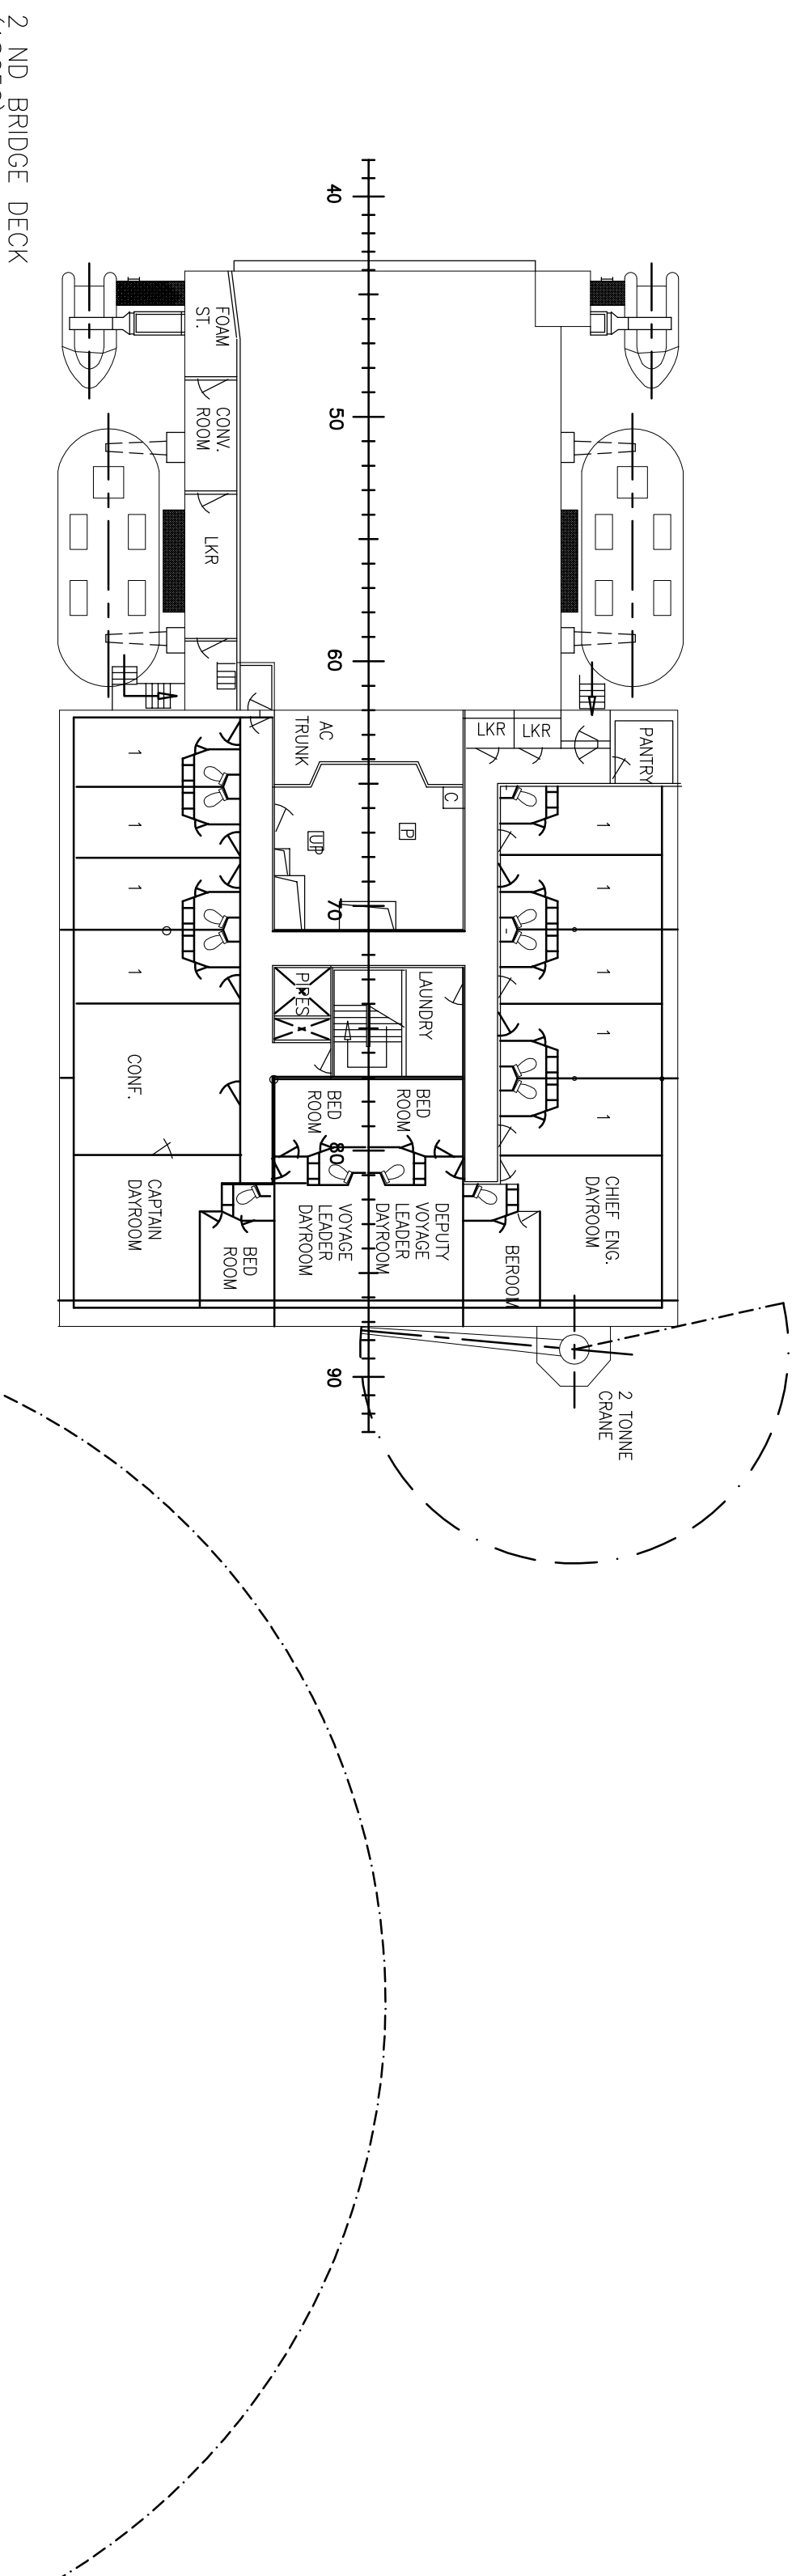 2 ND BRIDGE DECK
40
50
60
70
80
90
FOAM
ST.
CONV.
ROOM
LKR
AC
TRUNK
LKR
LKR
PANTRY
C
P
UP
1
1
1
1
1
1
1
1
1
1
PIPES
LAUNDRY
CONF.
BED
ROOM
BED
ROOM
CAPTAIN
DAYROOM
BED
ROOM
VOYAGE
LEADER
DAYROOM
DEPUTY
VOYAGE
LEADER
DAYROOM
BEROOM
CHIEF ENG.
DAYROOM
2 TONNE
CRANE